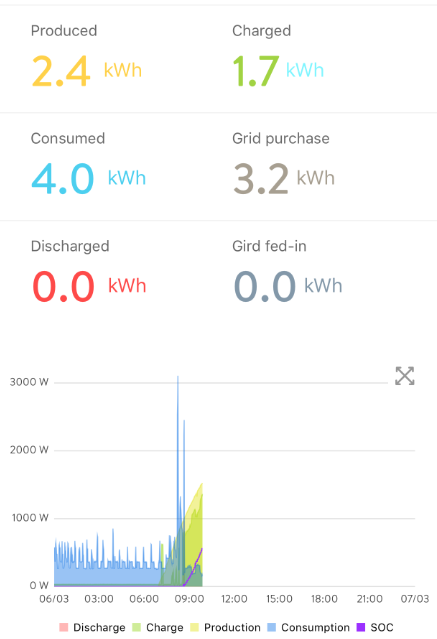 Produced Charged
2.4 kWh 1.7 kWh
Consumed Grid purchase
4.0 kWh 3.2 kWh
Discharged Gird fed-in
0.0 kWh 0.0 kWh
3000 W
2000 W
1000 W
0 W
06/03 03:00 06:00 09:00 12:00 15:00 18:00 21:00 07/03
Discharge Charge Production Consumption SOC